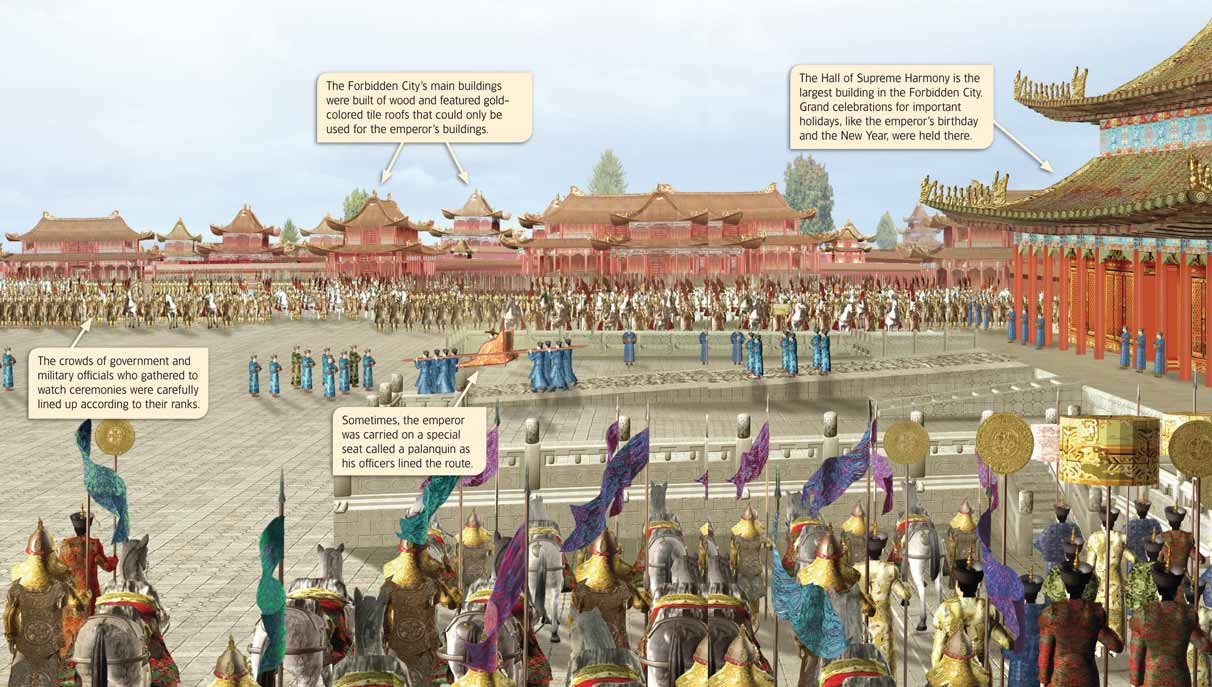 The Forbidden City's main buildings
were built of wood and featured gold-
colored tile roofs that could only be
used for the emperor's buildings.
The Hall of Supreme Harmony is the
largest building in the Forbidden City.
Grand celebrations for important
holidays, like the emperor's birthday
and the New Year, were held there.
The crowds of government and
military officials who gathered to
watch ceremonies were carefully
lined up according to their ranks.
Sometimes, the emperor
was carried on a special
seat called a palanquin as
his officers lined the route.